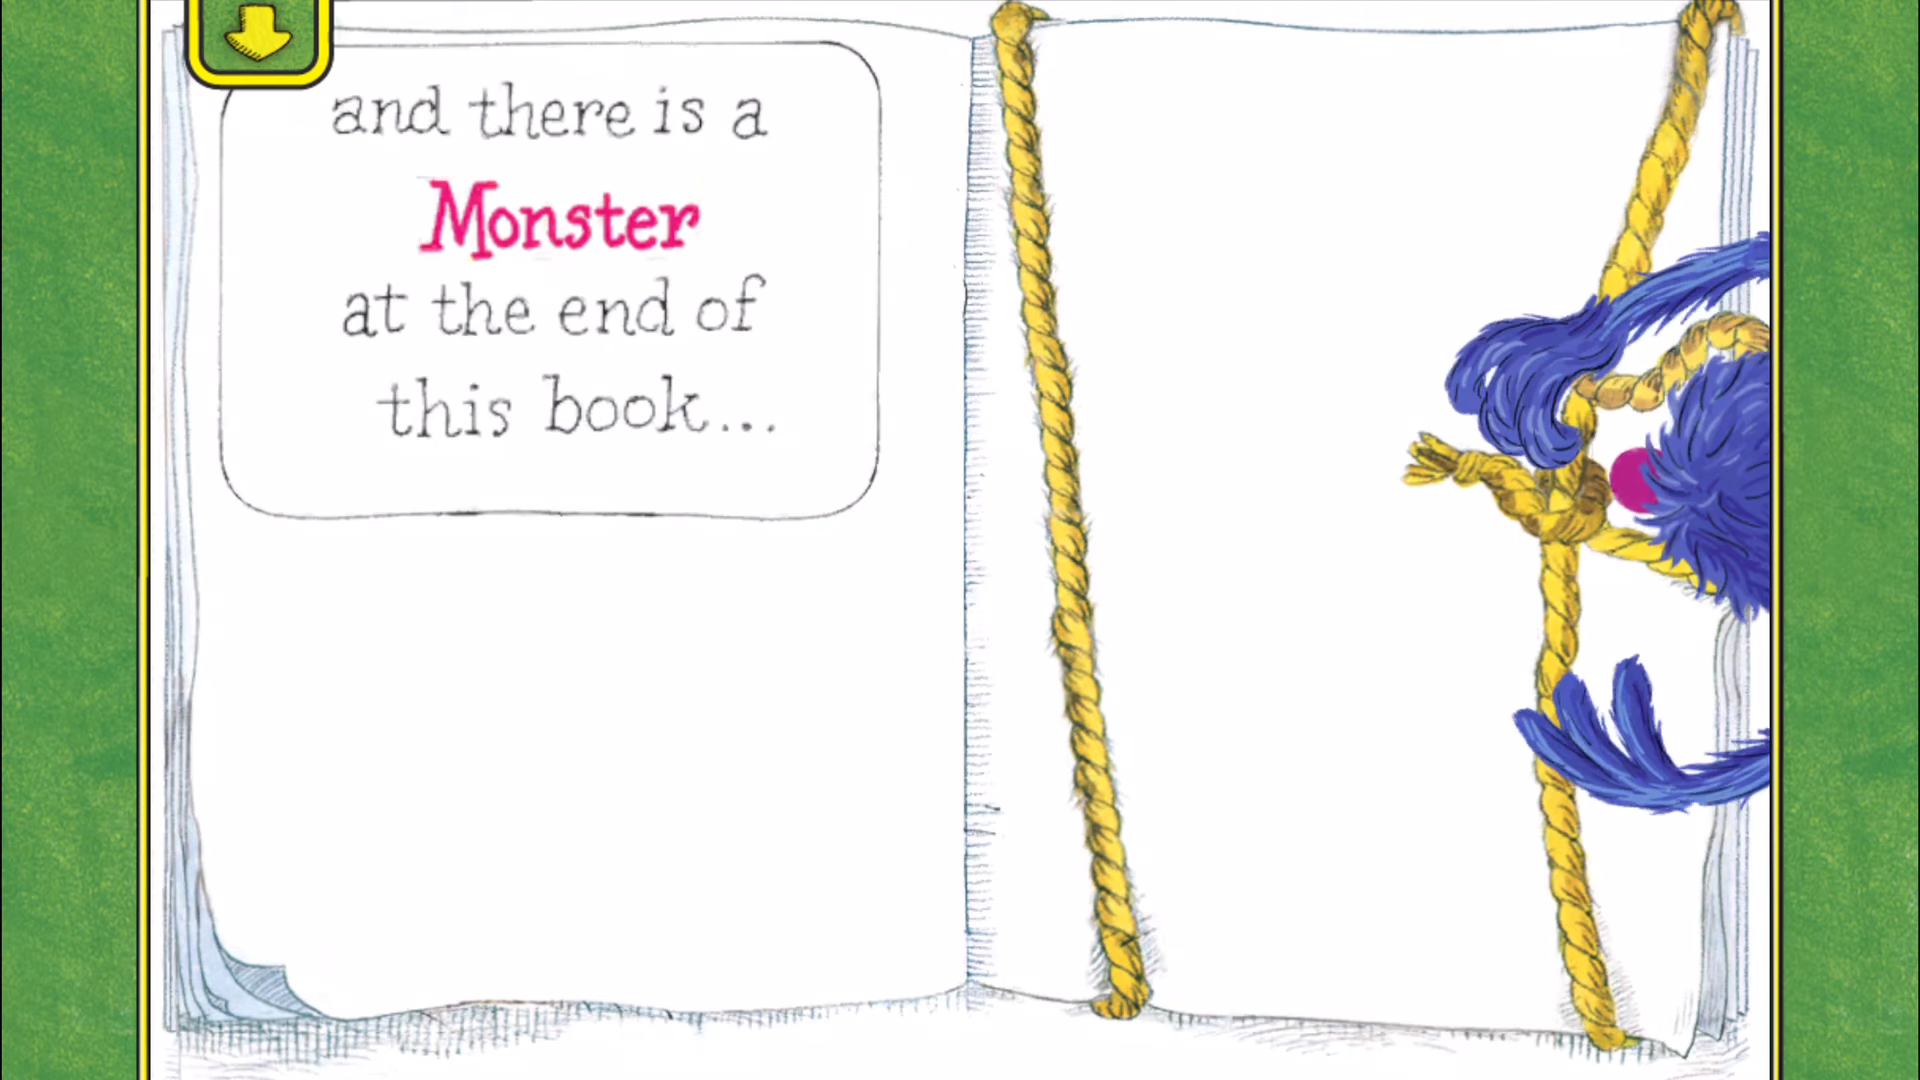 and there is a
Monster
at the end of
this book...